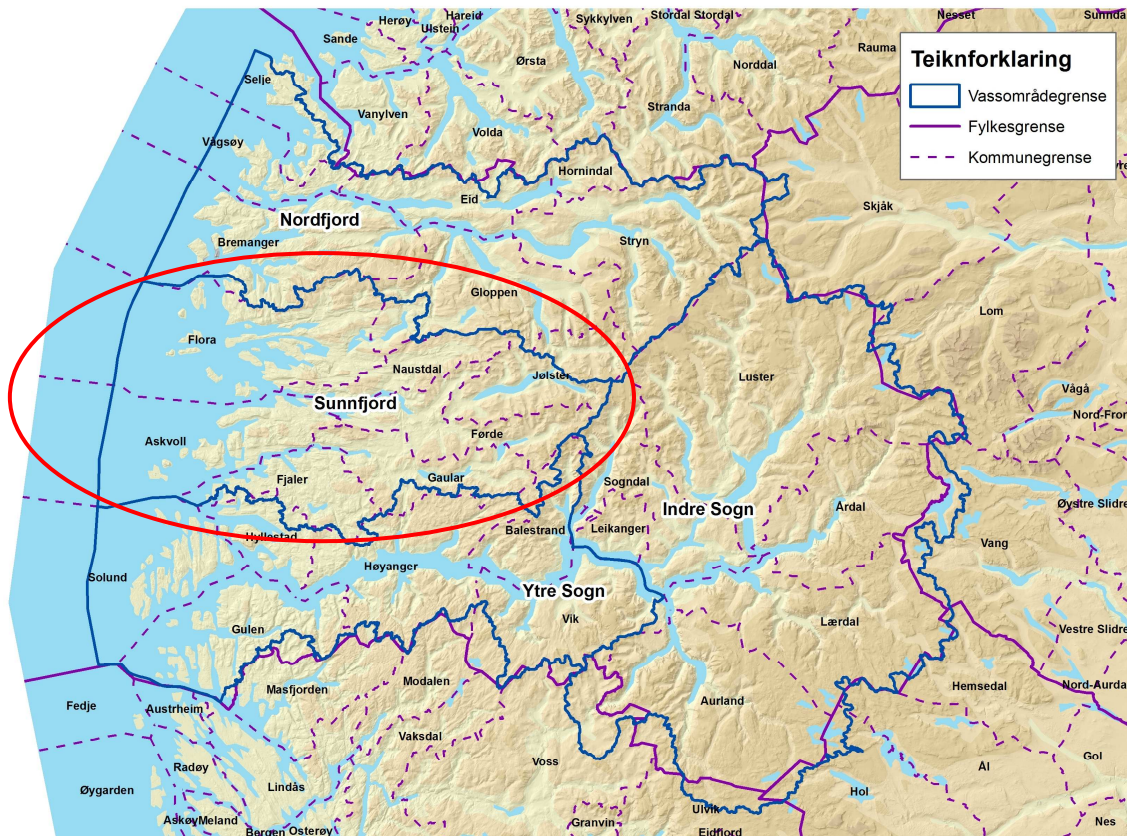 Herøy
Hareid
Ulstein
Sykkylven
Stordal Stordal
Nesset
Sunnda
Sande
Ørsta
Norddal
Rauma
Teiknforklaring
Vassområdegrense
Fylkesgrense
Kommunegrense
Selje
Vanylven
Stranda
Vågsøy
Volda
Hornindal
Eid
Skjåk
Nordfjord
Bremanger
Stryn
Gloppen
Lom
Flora
Naustdal
Jølster
Luster
Vågå
Sunnfjord
Nord-Fron
Askvoll
Førde
Fjaler
Gaular
Sogndal
Indre Sogn
Årdal
Øystre Slidre
Hyllestad
Balestrand
Leikanger
Vang
Solund
Høyanger
Ytre Sogn
Vik
Lærdal
Gulen
Vestre Slidre
Masfjorden
Modalen
Aurland
Hemsedal
Nord-Aurda
Fedje
Austrheim
Vaksdal
Voss
Gol
Radøy
Ål
Øygarden
Lindås
Hol
Ulvik
Askøy
Meland
Bergen
Osterøy
Granvin
Eidfjord
Nes